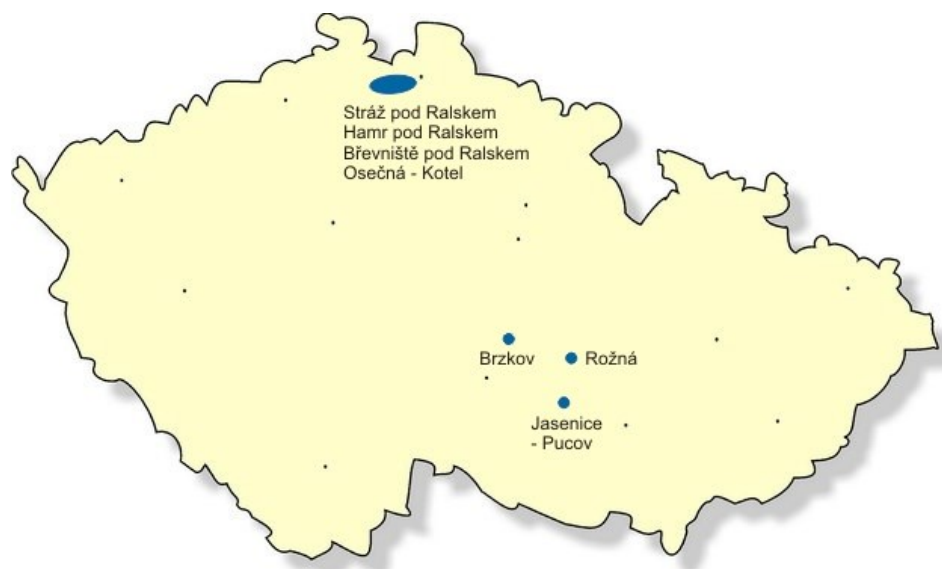 Stráž pod Ralskem
Hamr pod Ralskem
Břevniště pod Ralskem
Osečná - Kotel
Brzkov
Rožná
Jasenice
- Pucov